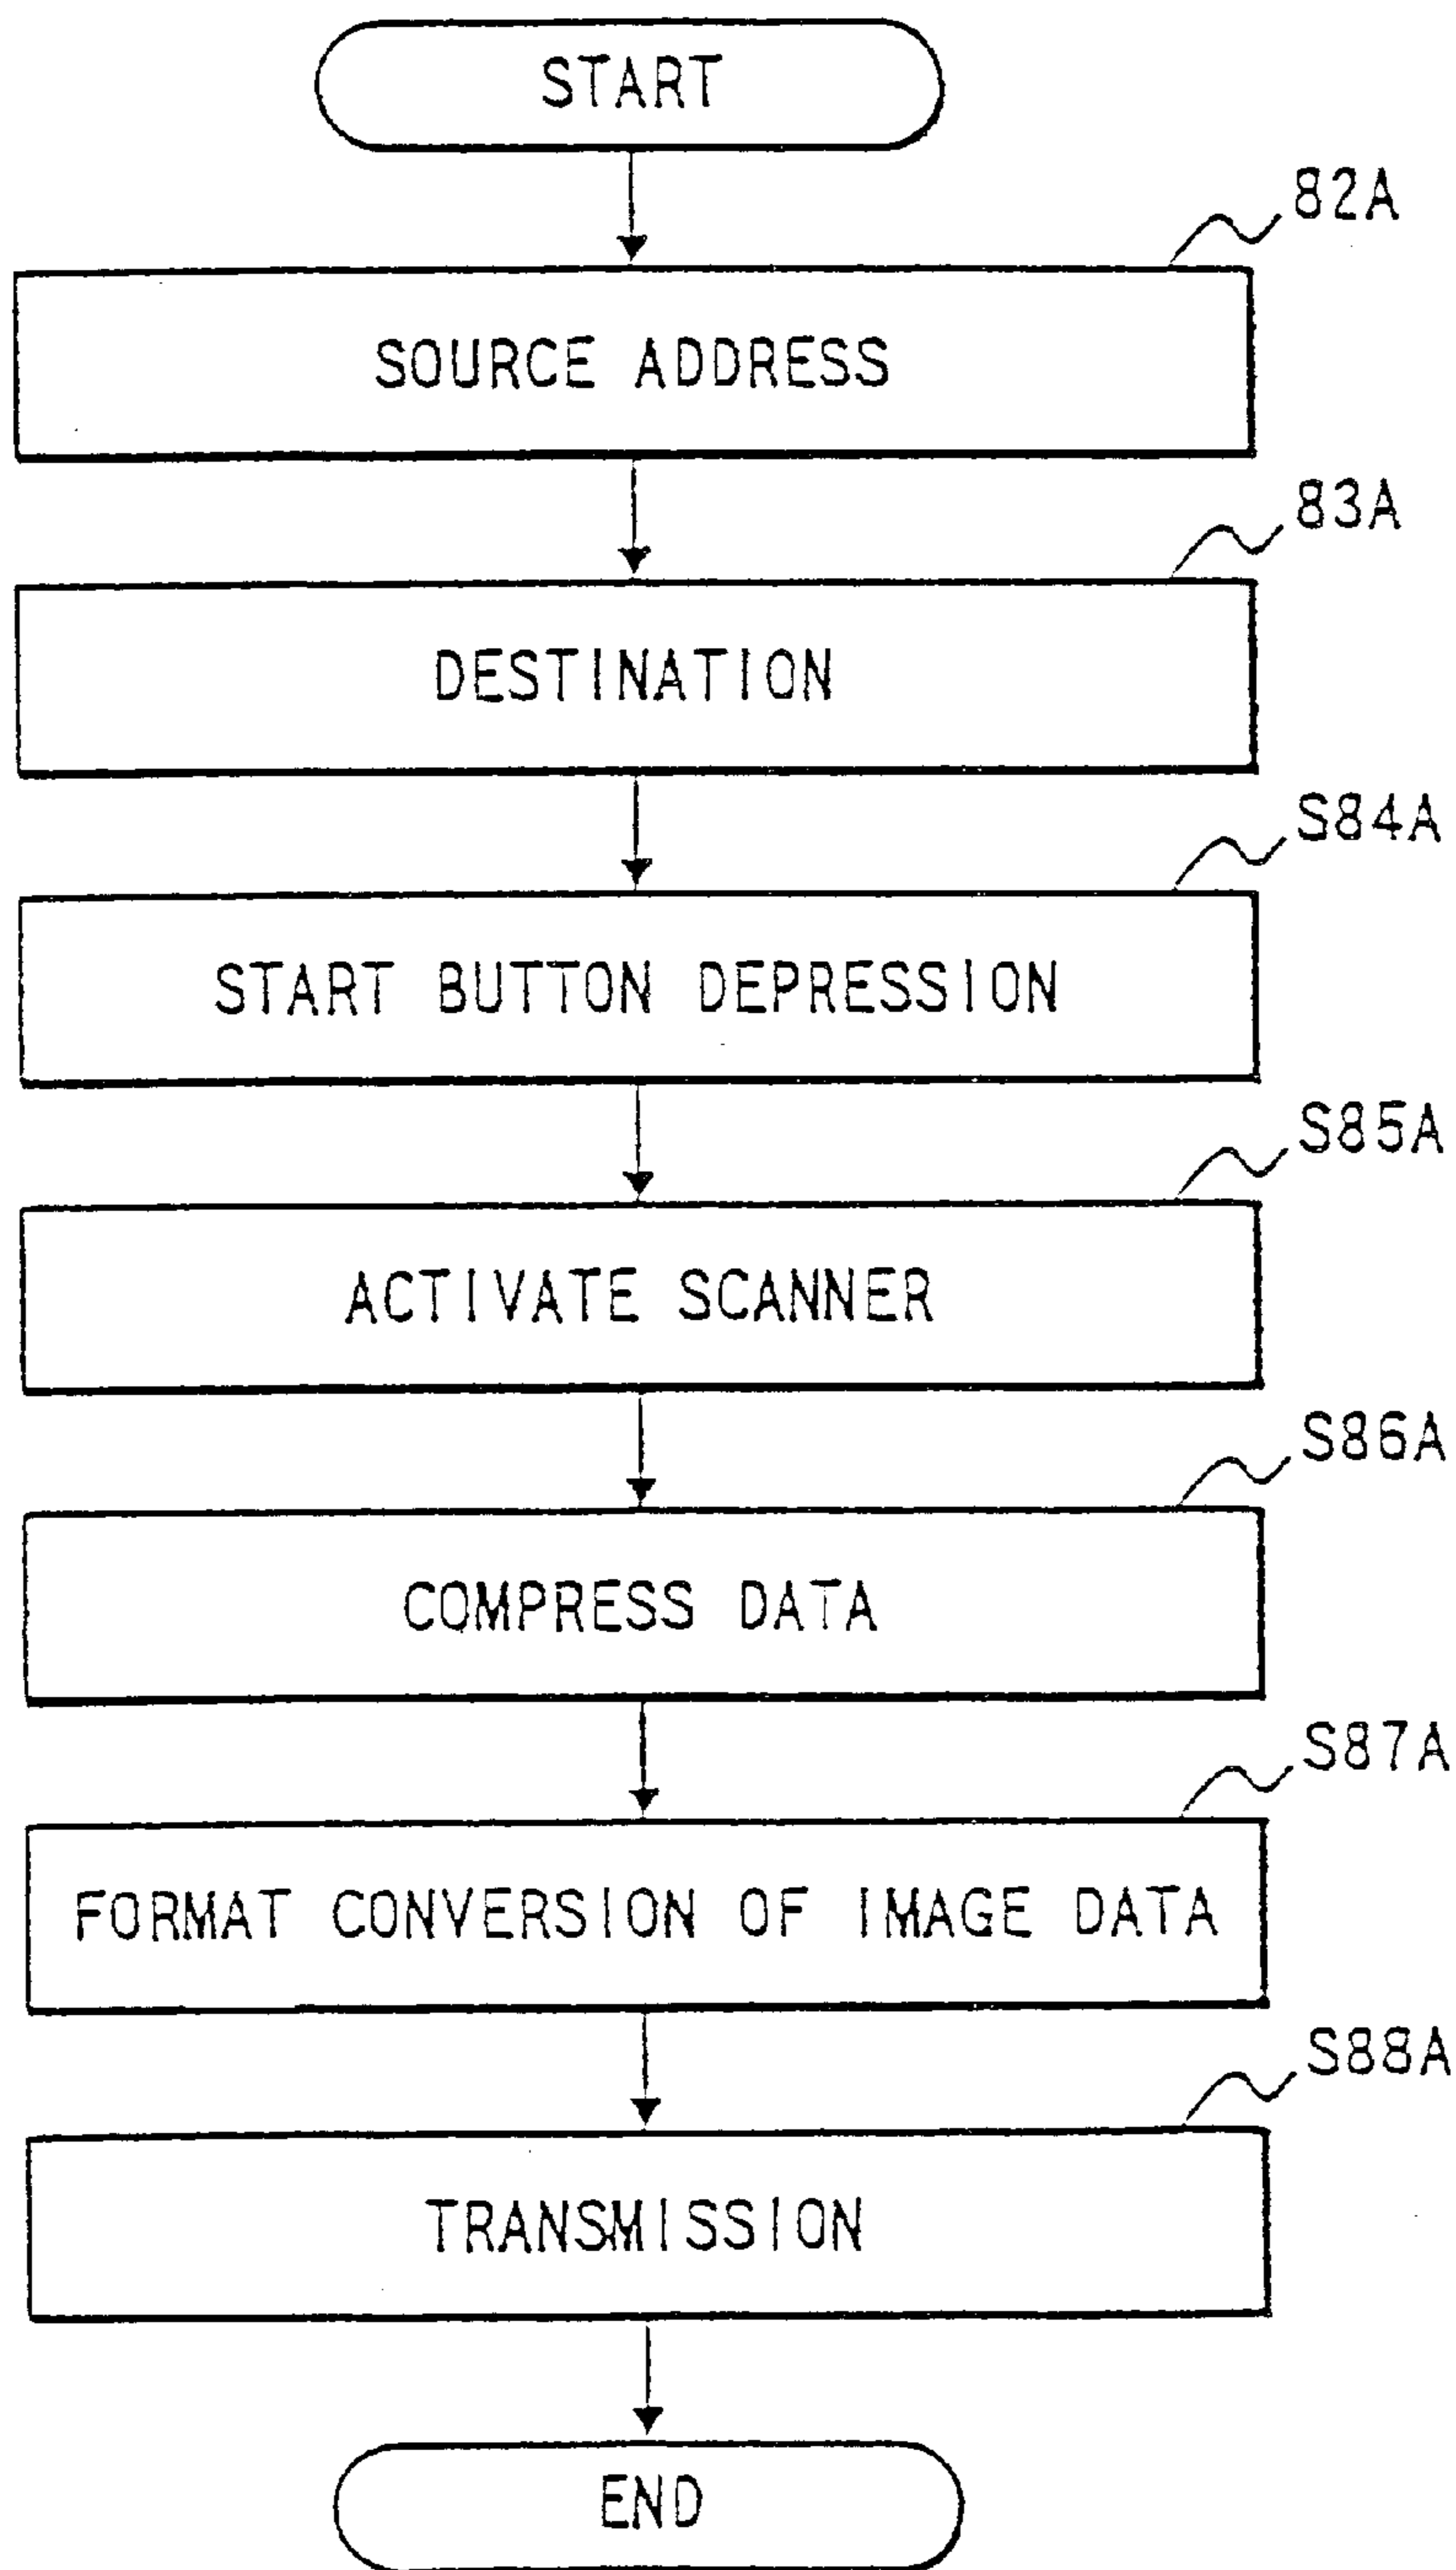 START
82A
SOURCE ADDRESS
83A
DESTINATION
S84A
START BUTTON DEPRESSION
S85A
ACTIVATE SCANNER
S86A
COMPRESS DATA
S87A
FORMAT CONVERSION OF IMAGE DATA
S88A
TRANSMISSION
END